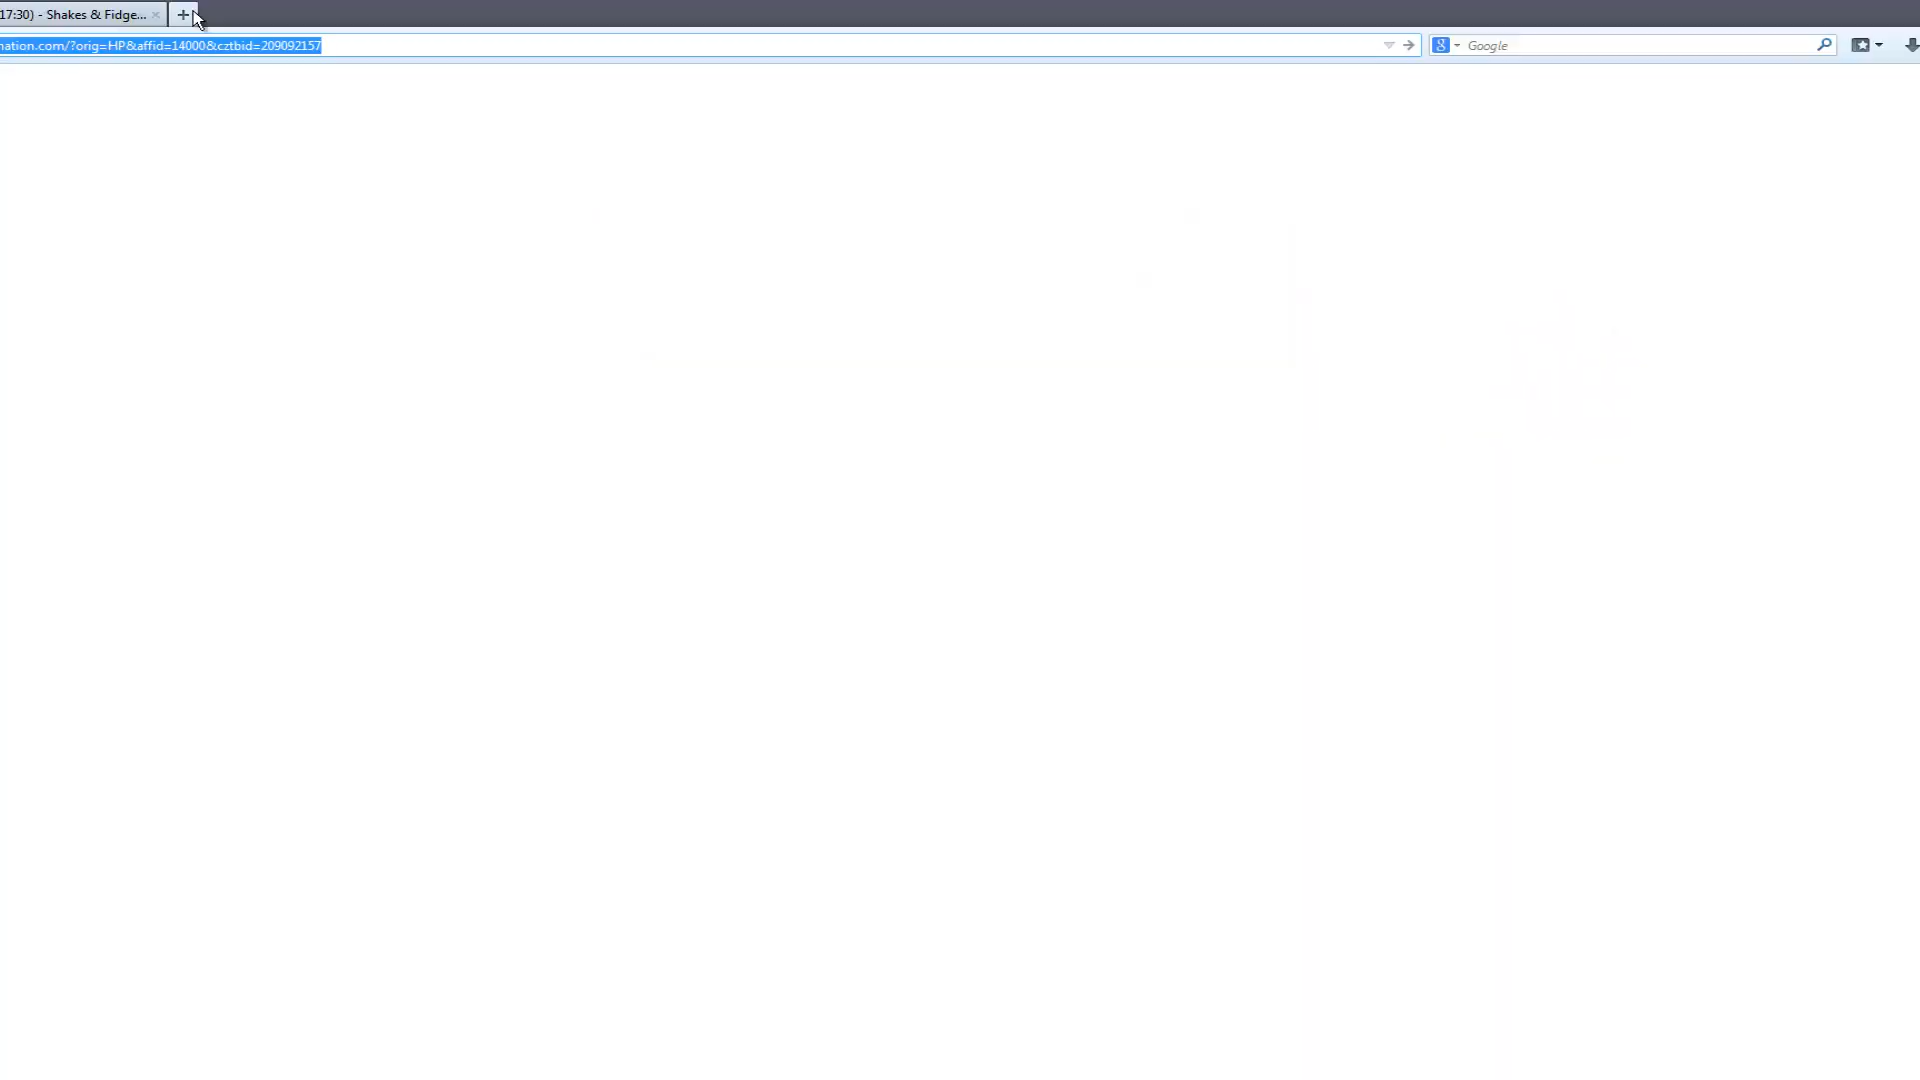 17:30) - Shakes & Fidge...
nation.com/?orig=HP&affid=14000&cztbid=209092157
Google